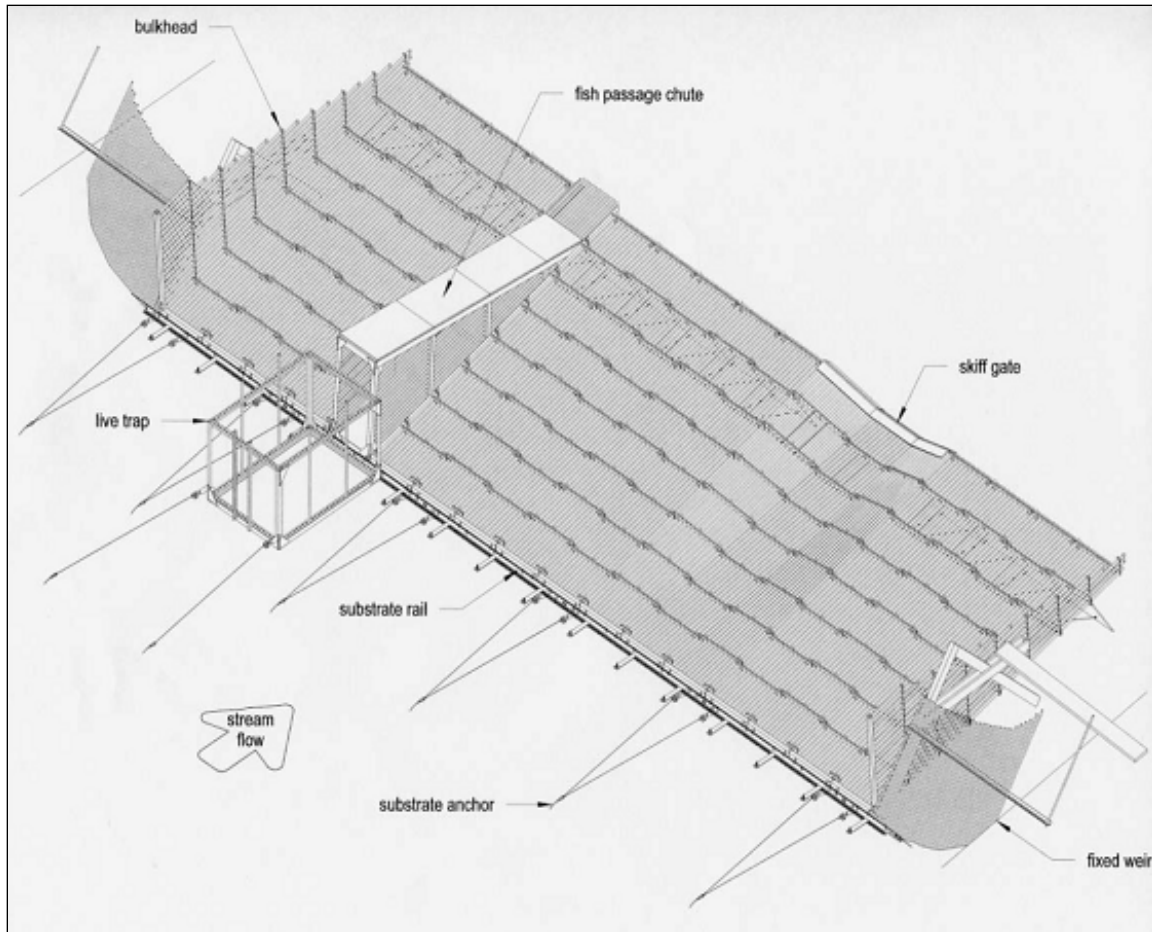 bulkhead
fish passage chute
skiff gate
live trap
substrate rail
stream
flow
substrate anchor
fixed weir